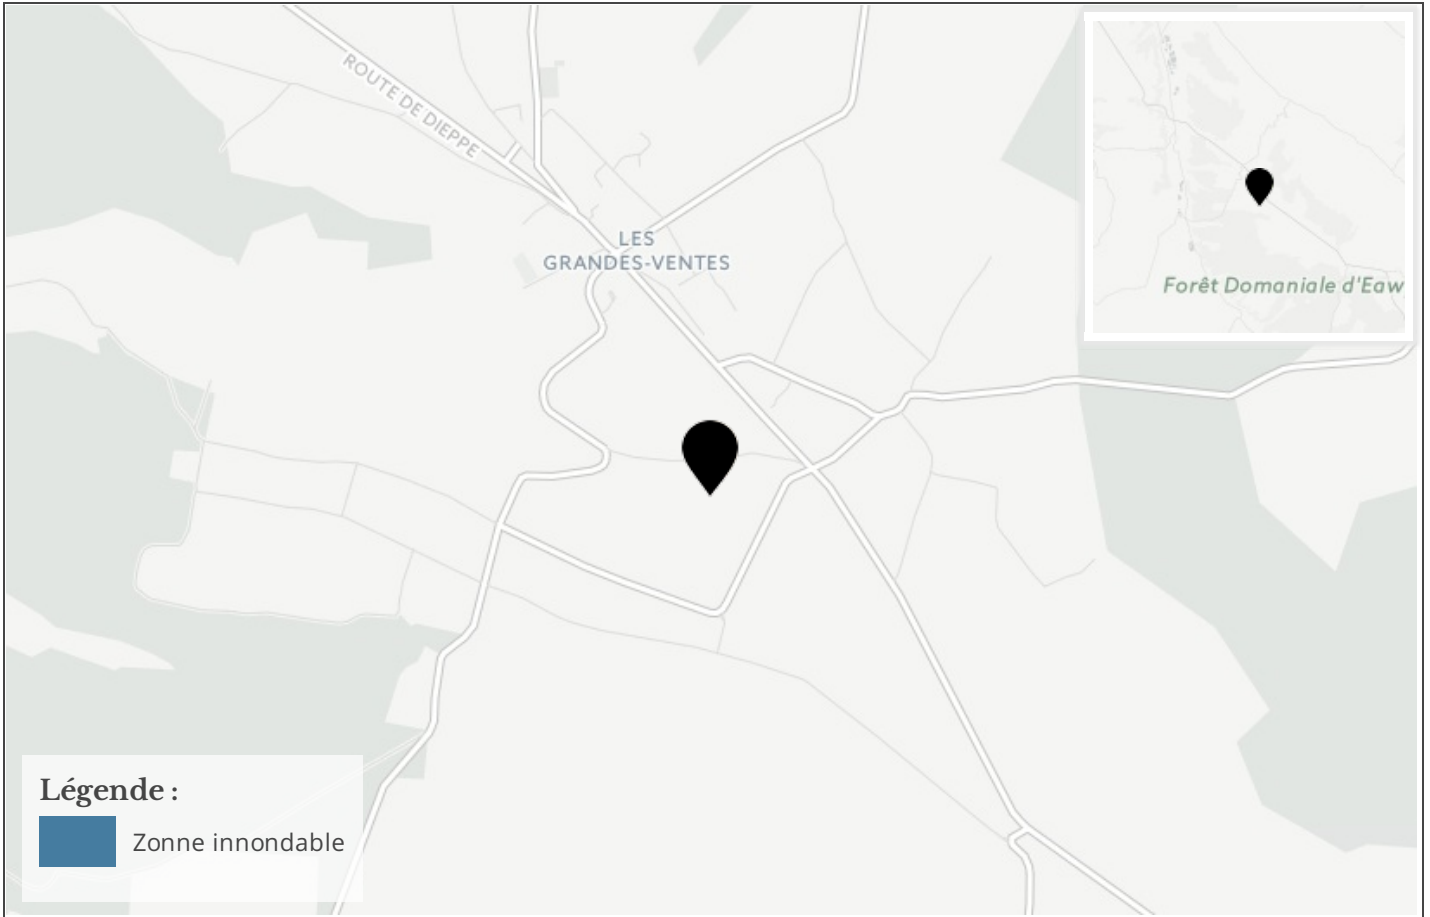 ROUTE DE DIEPPE
LES
GRANDES-VENTES
Forêt Domaniale d'Eaw
Légende :
Zonne innondable